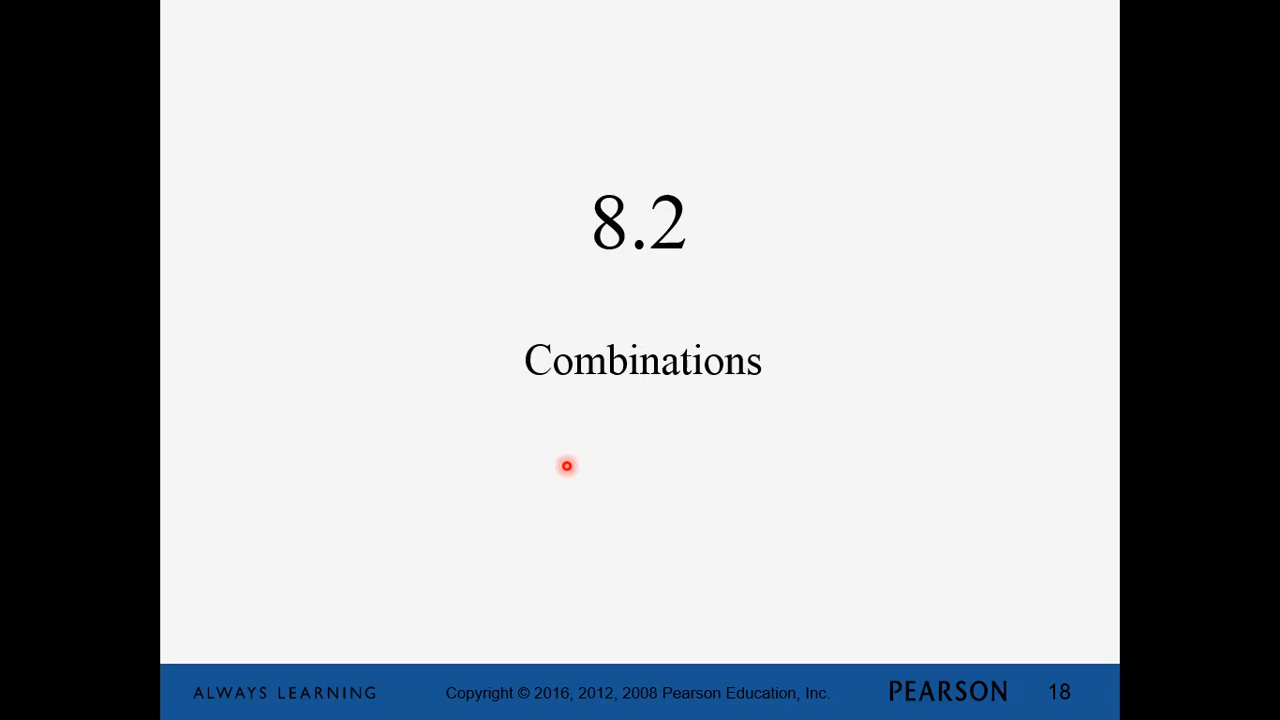 8.2
Combinations
ALWAYS LEARNING
Copyright © 2016, 2012, 2008 Pearson Education, Inc.
PEARSON
18